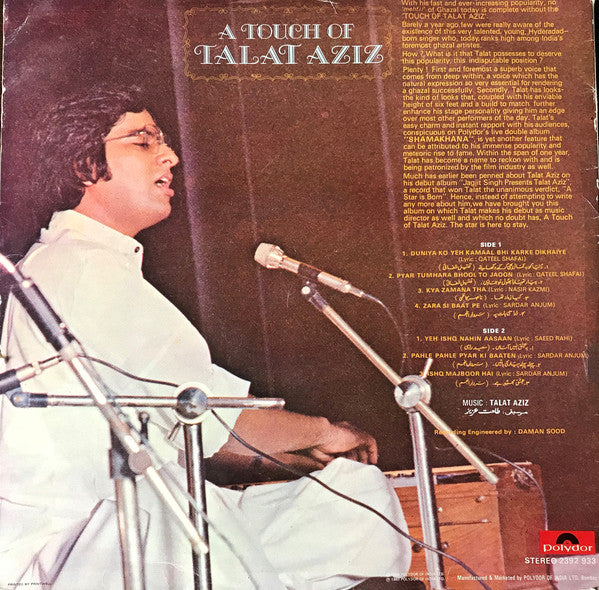 A TOUCH OF
TALAT AZIZ
With his fast and ever-increasing popularity, no
of Ghazal today is complete without the
'TOUCH OF TALAT AZIZ'.
Barely a year ago few were really aware of the
existence of this very talented, young, Hyderabad-
born singer who, today, ranks high among India's
foremost ghazal artistes.
How? What is it that Talat possesses to deserve
this popularity, this indisputable position?
Plenty! First and foremost a superb voice that
comes from deep within, a voice which has the
natural expression so very essential for rendering
a ghazal successfully. Secondly, Talat has looks-
the kind of looks that, coupled with his enviable
height of six feet and a build to match, further
enhance his stage personality giving him an edge
over most other performers of the day. Talat's
easy charm and instant rapport with his audiences,
conspicuous on Polydor's live double album
"SHAMAKHANA", is yet another feature that
can be attributed to his immense popularity and
meteoric rise to fame. Within the span of one year,
Talat has become a name to reckon with and is
being patronized by the film industry as well.
Much has earlier been penned about Talat Aziz on
his debut album "Jagjit Singh Presents Talat Aziz",
a record that won Talat the unanimous verdict, "A
Star is Born". Hence, instead of attempting to write
any more about him, we have brought you this
album on which Talat makes his debut as music
director as well and which no doubt has, A Touch
of Talat Aziz. The star is here to stay.
SIDE 1
1. DUNIYA KO YEH KAMAAL BHI KARKE DIKHAIYE
(Lyric : QATEEL SHAFAI)
2. PYAR TUMHARA BHOOL TO JAOON (Lyric : QATEEL SHAFAI)
3. KYA ZAMANA THA (Lyric : NASIR KAZMI)
4. ZARA SI BAAT PE (Lyric : SARDAR ANJUM)
SIDE 2
1. YEH ISHQ NAHIN AASAAN (Lyric : SAEED RAHI)
2. PAHLE PAHLE PYAR KI BAATEN (Lyric : SARDAR ANJUM)
ISHQ MAJBOOR HAI (Lyric : SARDAR ANJUM)
MUSIC : TALAT AZIZ
موسیقی : طلعت عزیز
Recording Engineered by : DAMAN SOOD
Polydor
STEREO 2392 933
Manufactured & Marketed by POLYDOR OF INDIA LTD. Bombay